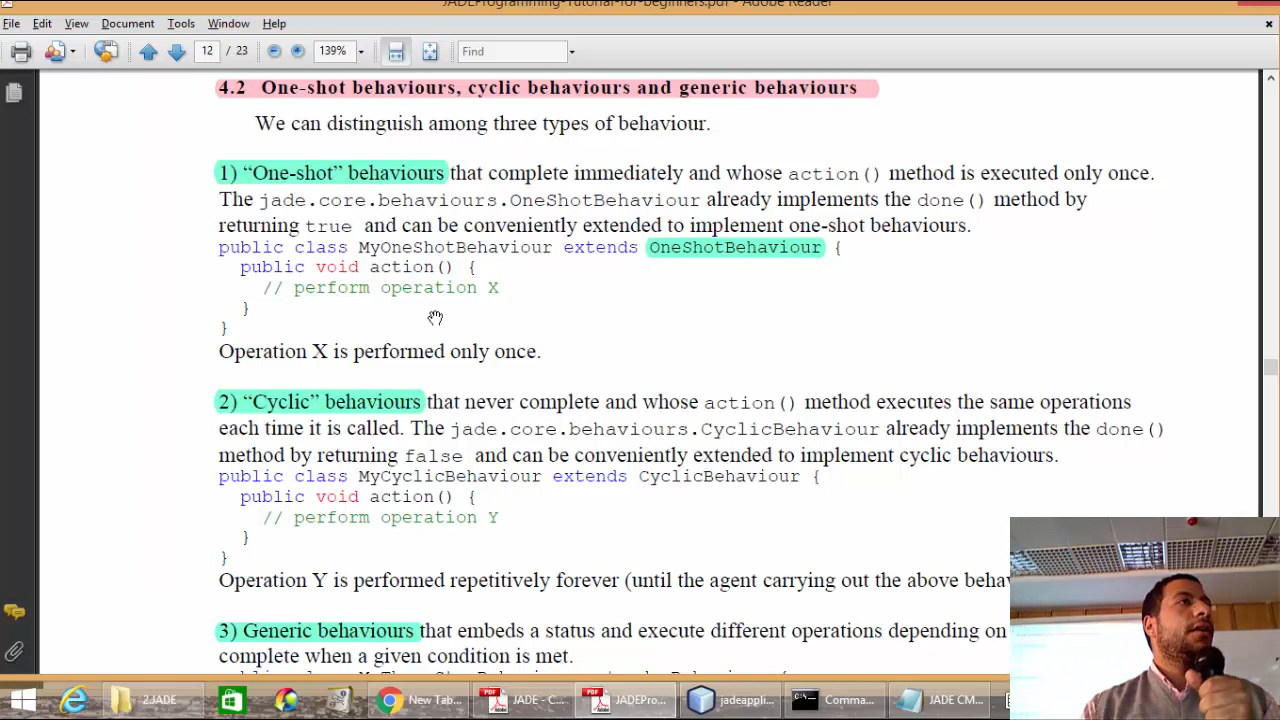 JADEProgramming-Tutorial-for-beginners.pdf - Adobe Reader
File Edit View Document Tools Window Help
12 / 23 139% Find
4.2 One-shot behaviours, cyclic behaviours and generic behaviours
We can distinguish among three types of behaviour.
1) “One-shot” behaviours that complete immediately and whose action() method is executed only once.
The jade.core.behaviours.OneShotBehaviour already implements the done() method by
returning true and can be conveniently extended to implement one-shot behaviours.
public class MyOneShotBehaviour extends OneShotBehaviour {
public void action() {
// perform operation X
}
}
Operation X is performed only once.
2) “Cyclic” behaviours that never complete and whose action() method executes the same operations
each time it is called. The jade.core.behaviours.CyclicBehaviour already implements the done()
method by returning false and can be conveniently extended to implement cyclic behaviours.
public class MyCyclicBehaviour extends CyclicBehaviour {
public void action() {
// perform operation Y
}
}
Operation Y is performed repetitively forever (until the agent carrying out the above beha
3) Generic behaviours that embeds a status and execute different operations depending on
complete when a given condition is met.
2.JADE New Tab... JADE - C... JADEPro... jadeappli... Comma... JADE CM...